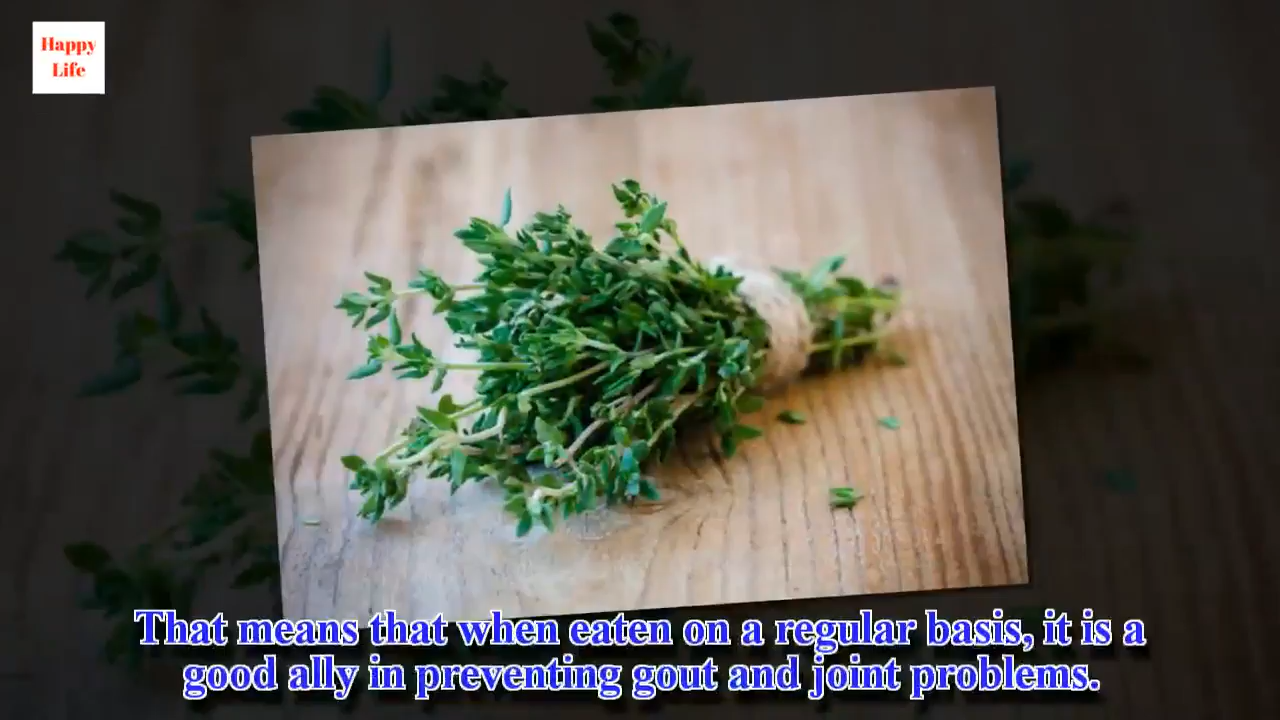 Happy
Life
That means that when eaten on a regular basis, it is a
good ally in preventing gout and joint problems.